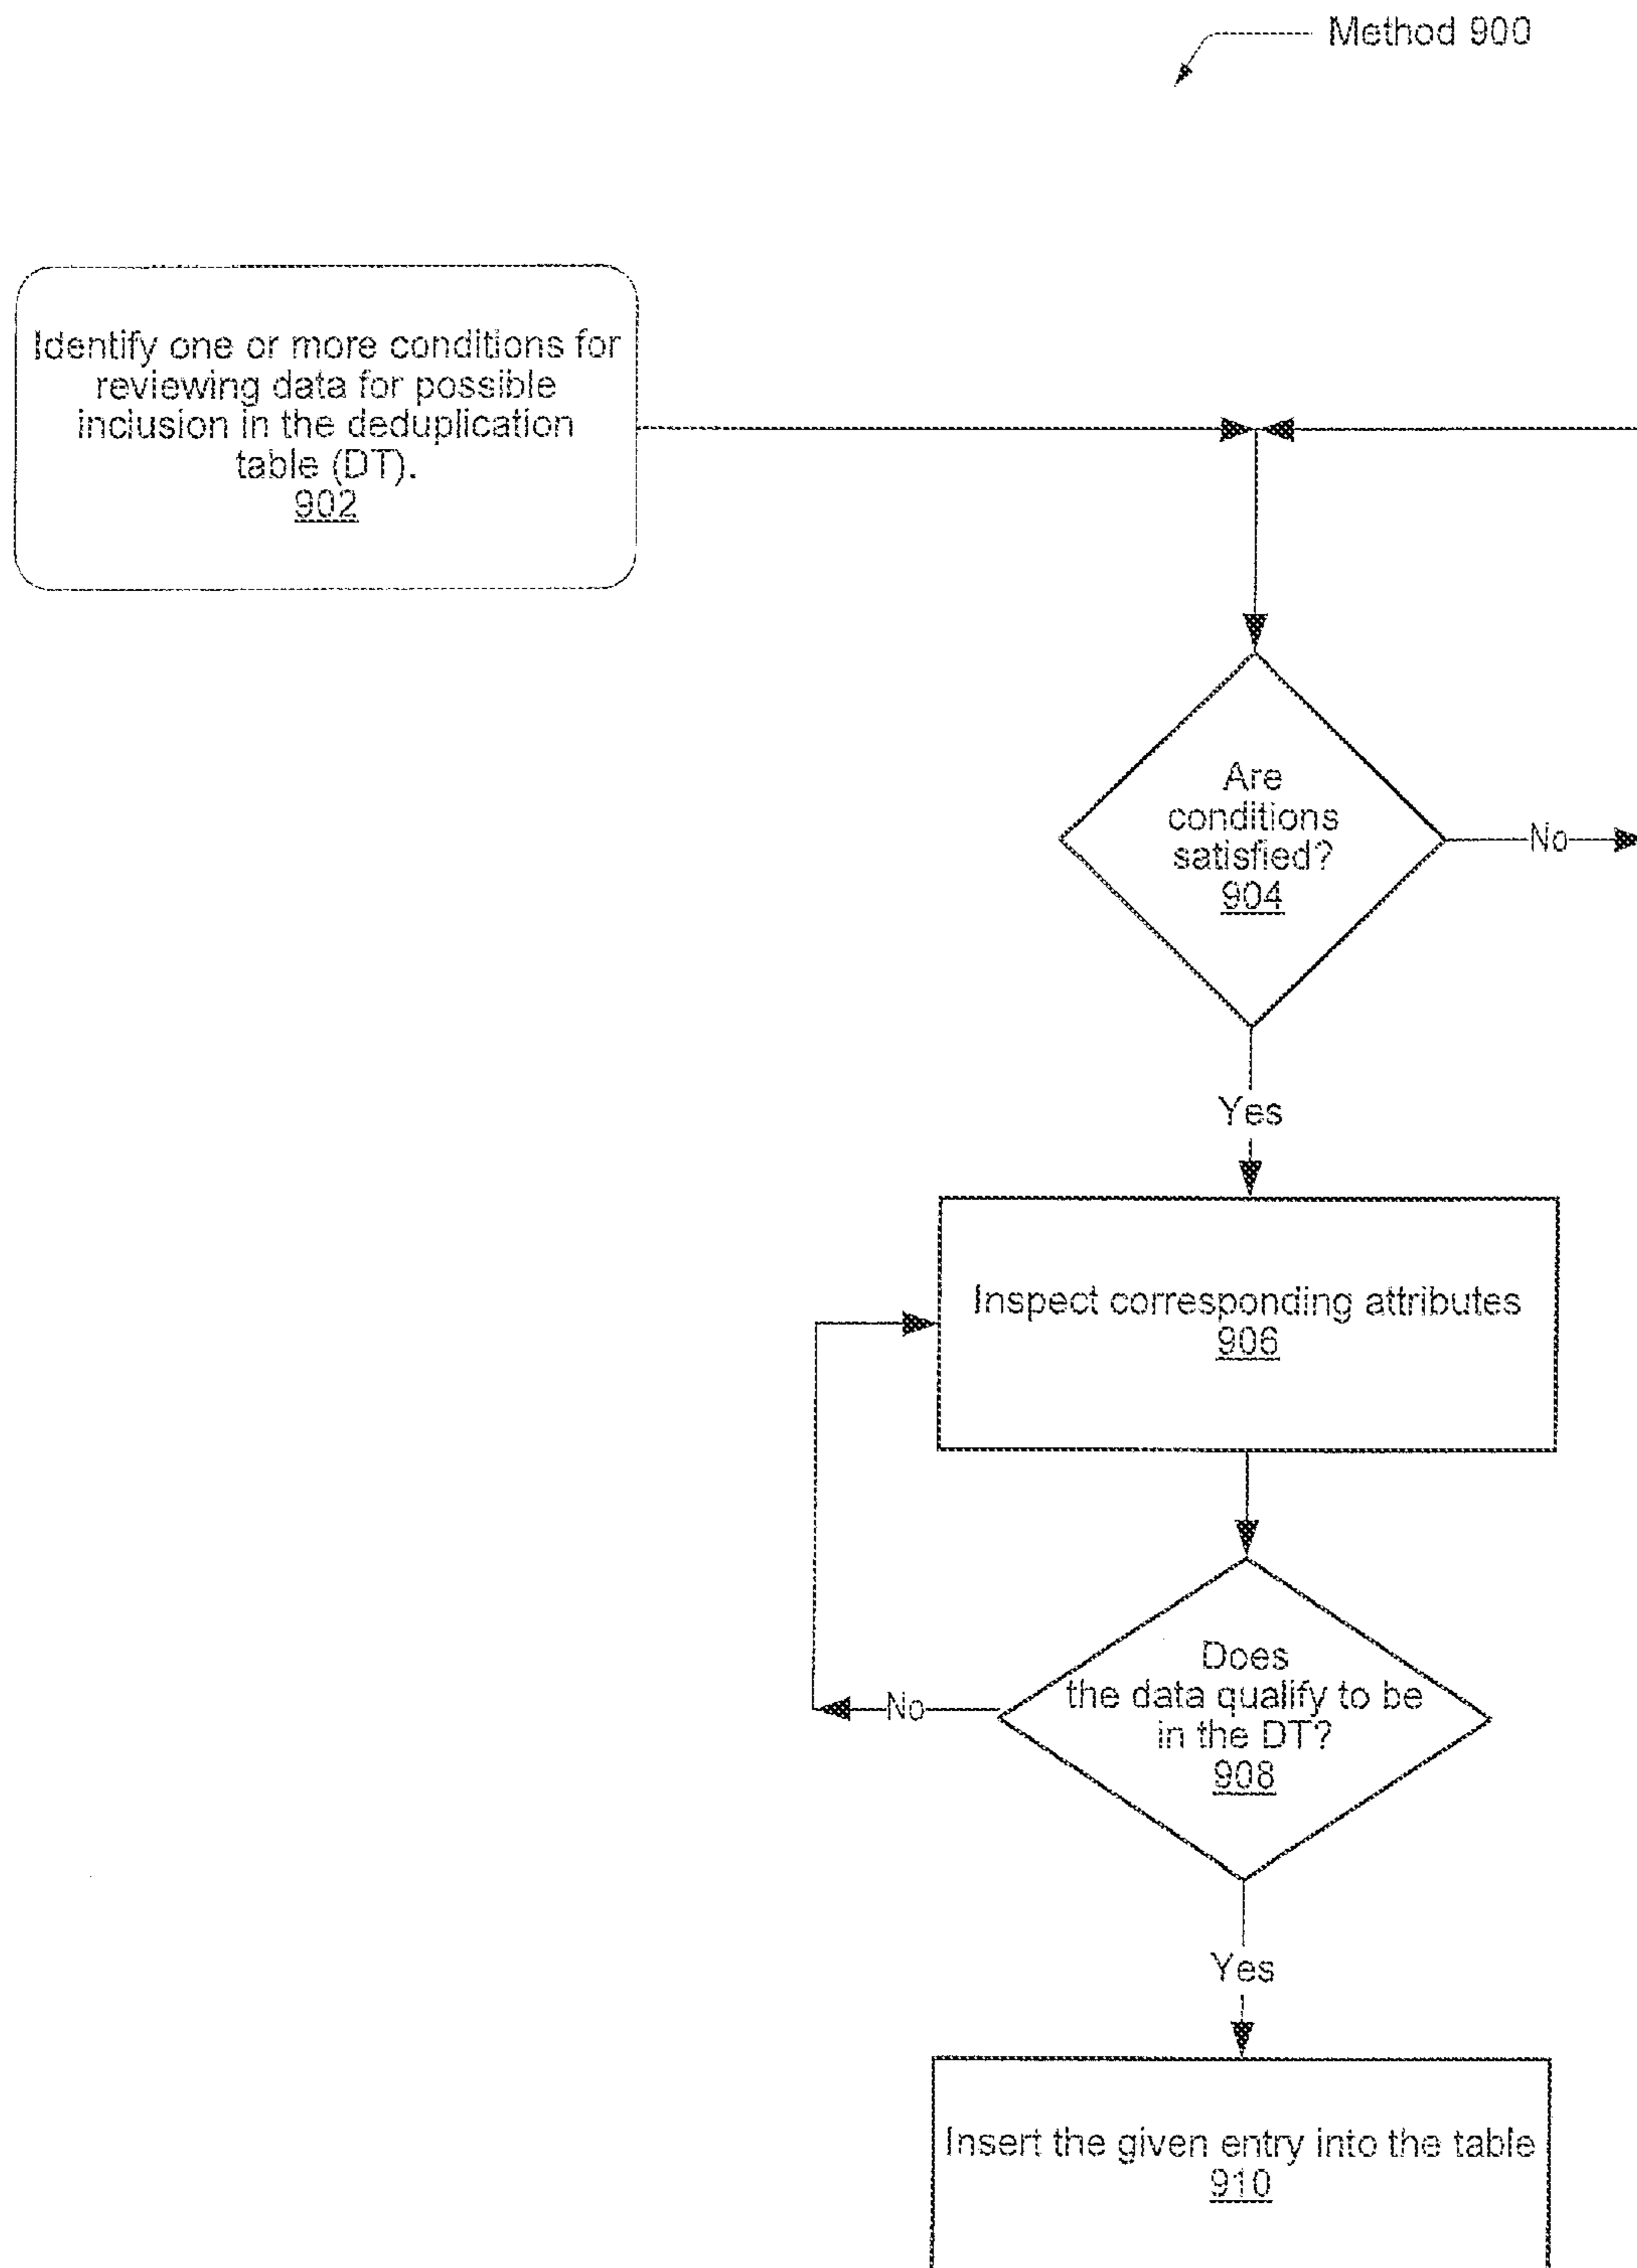 Method 900
Identify one or more conditions for
reviewing data for possible
inclusion in the deduplication
table (DT).
902
Are
conditions
satisfied?
904
No
Yes
Inspect corresponding attributes
906
Does
the data qualify to be
in the DT?
908
No
Yes
Insert the given entry into the table
910